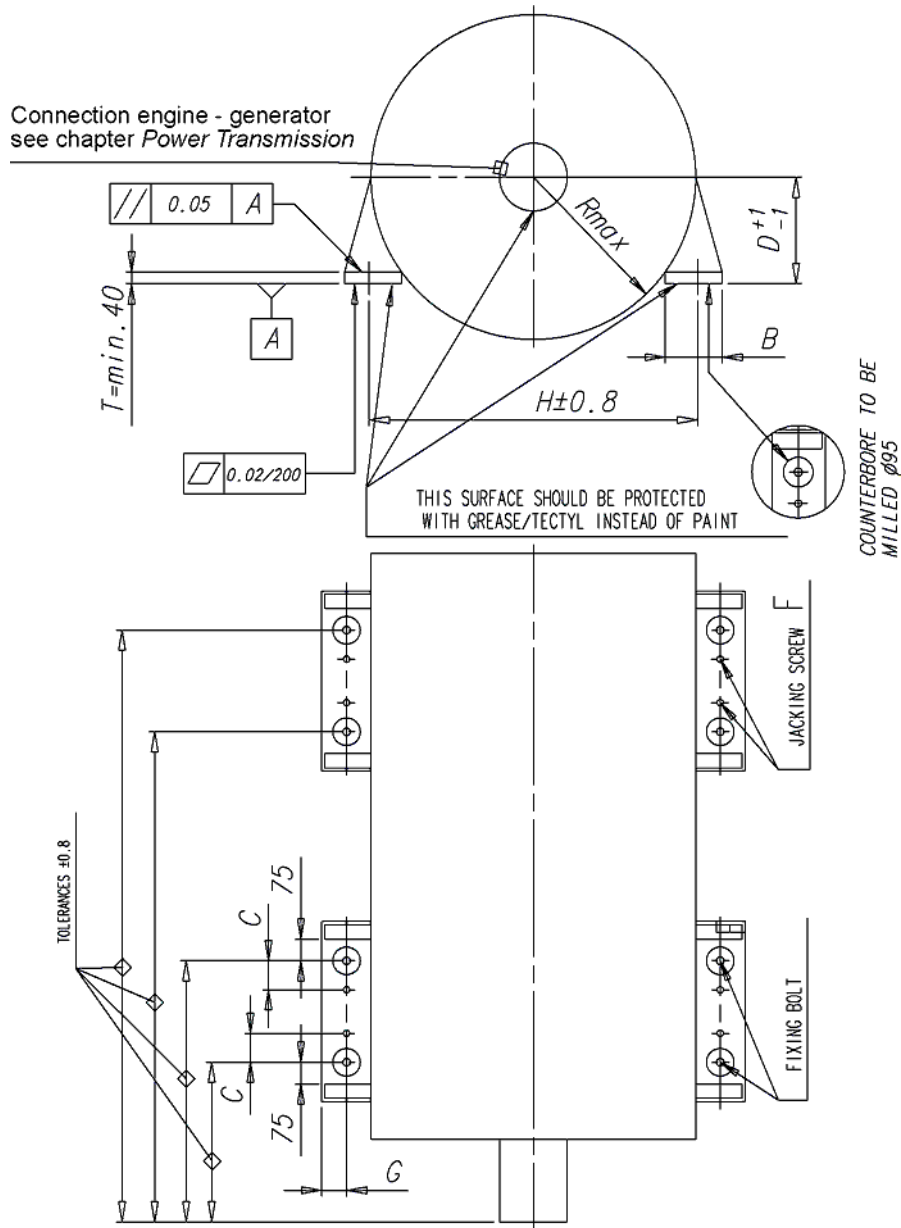 Connection engine - generator
see chapter Power Transmission
// 0.05 A
Rmax
D +1 -1
T=min.40
A
B
H±0.8
0.02/200
COUNTERBORE TO BE
MILLED ø95
THIS SURFACE SHOULD BE PROTECTED
WITH GREASE/TECTYL INSTEAD OF PAINT
JACKING SCREW F
TOLERANCES ±0.8
75
C
FIXING BOLT
C
75
G